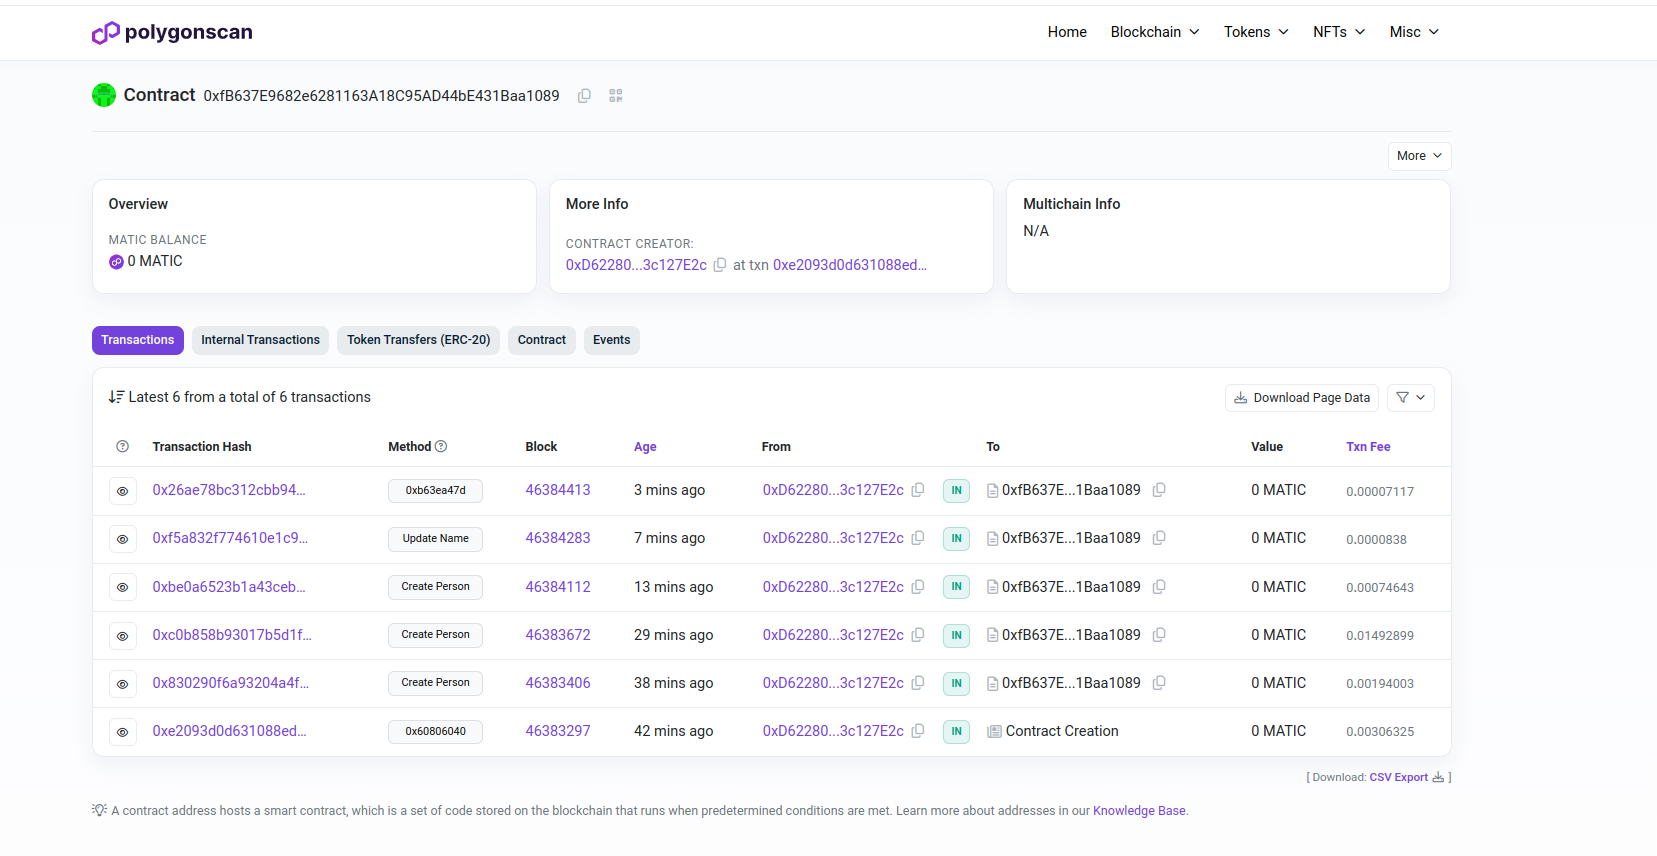 polygonscan
Home Blockchain Tokens NFTs Misc
Contract 0xfB637E9682e6281163A18C95AD44bE431Baa1089
More
Overview
MATIC BALANCE
0 MATIC
More Info
CONTRACT CREATOR:
0xD62280...3c127E2c at txn 0xe2093d0d631088ed...
Multichain Info
N/A
Transactions Internal Transactions Token Transfers (ERC-20) Contract Events
Latest 6 from a total of 6 transactions
Download Page Data
Transaction Hash Method Block Age From To Value Txn Fee
0x26ae78bc312cbb94... 0xb63ea47d 46384413 3 mins ago 0xD62280...3c127E2c IN 0xfB637E...1Baa1089 0 MATIC 0.00007117
0xf5a832f774610e1c9... Update Name 46384283 7 mins ago 0xD62280...3c127E2c IN 0xfB637E...1Baa1089 0 MATIC 0.0000838
0xbe0a6523b1a43ceb... Create Person 46384112 13 mins ago 0xD62280...3c127E2c IN 0xfB637E...1Baa1089 0 MATIC 0.00074643
0xc0b858b93017b5d1f... Create Person 46383672 29 mins ago 0xD62280...3c127E2c IN 0xfB637E...1Baa1089 0 MATIC 0.01492899
0x830290f6a93204a4f... Create Person 46383406 38 mins ago 0xD62280...3c127E2c IN 0xfB637E...1Baa1089 0 MATIC 0.00194003
0xe2093d0d631088ed... 0x60806040 46383297 42 mins ago 0xD62280...3c127E2c IN Contract Creation 0 MATIC 0.00306325
[ Download: CSV Export ]
A contract address hosts a smart contract, which is a set of code stored on the blockchain that runs when predetermined conditions are met. Learn more about addresses in our Knowledge Base.